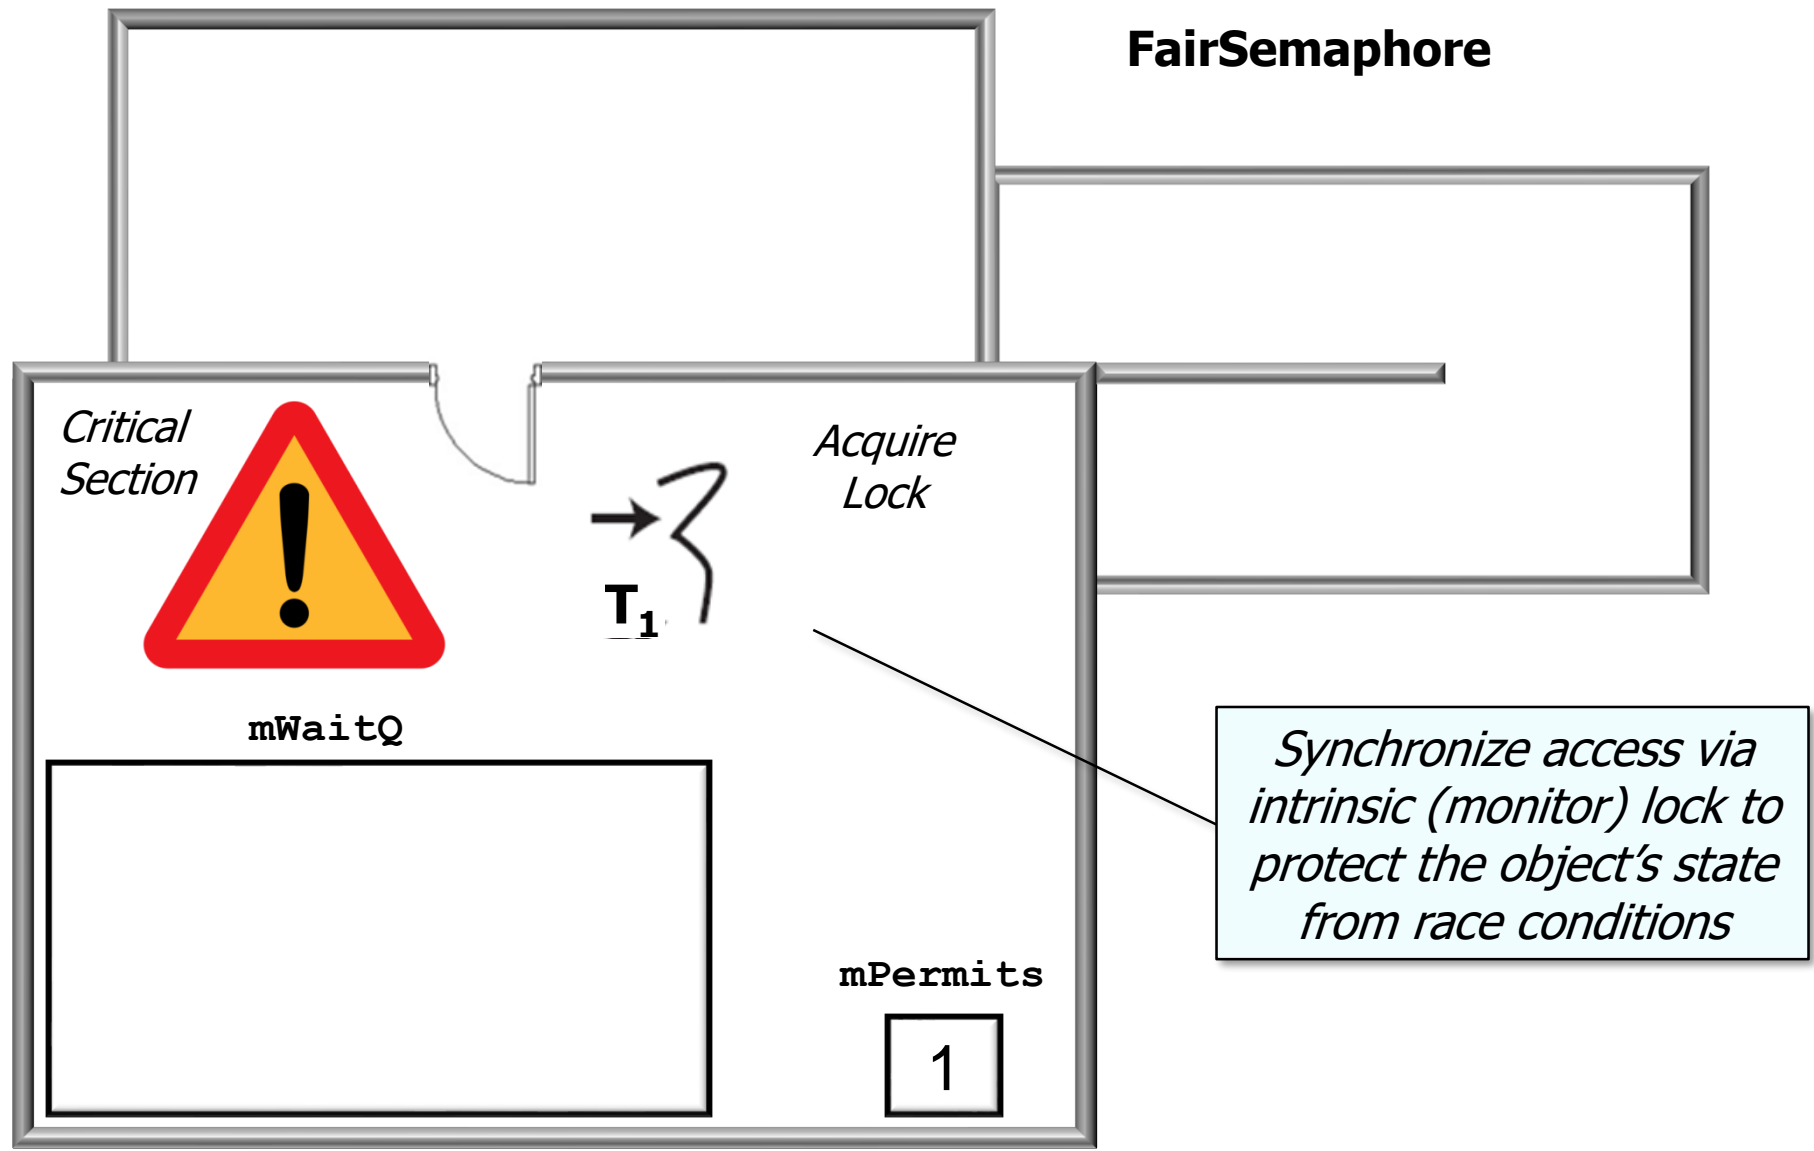 FairSemaphore
Critical
Section
Acquire
Lock
T1
mWaitQ
Synchronize access via
intrinsic (monitor) lock to
protect the object’s state
from race conditions
mPermits
1